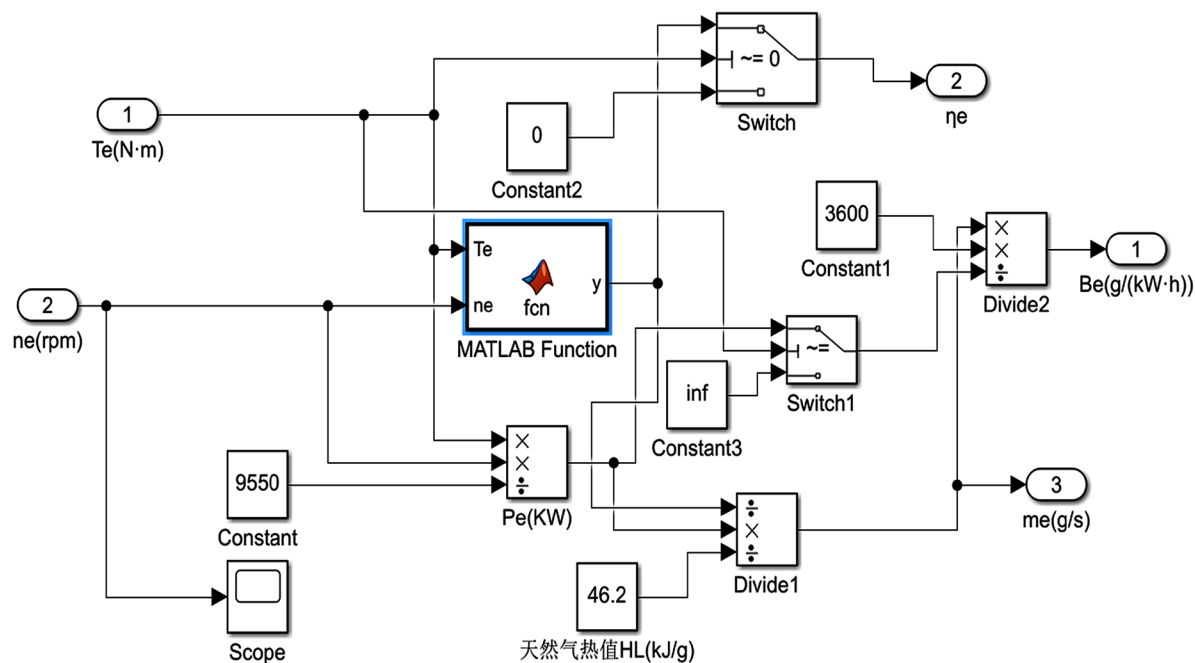 1
Te(N·m)
2
ne(rpm)
0
Constant2
~= 0
Switch
2
ηe
Te
ne
y
fcn
MATLAB Function
3600
Constant1
×
×
÷
Divide2
1
Be(g/(kW·h))
~=
Switch1
inf
Constant3
9550
Constant
×
×
÷
Pe(KW)
÷
×
÷
Divide1
3
me(g/s)
46.2
天然气热值HL(kJ/g)
Scope